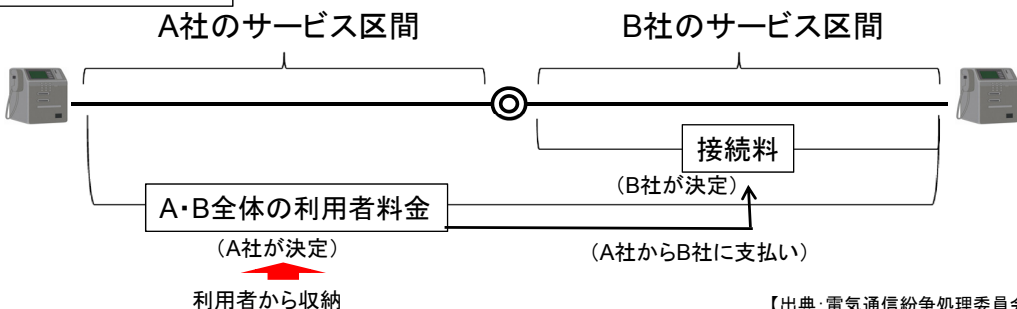 A社のサービス区間
B社のサービス区間
接続料
(B社が決定)
A・B全体の利用者料金
(A社が決定)
(A社からB社に支払い)
利用者から収納
【出典:電気通信紛争処理委員会